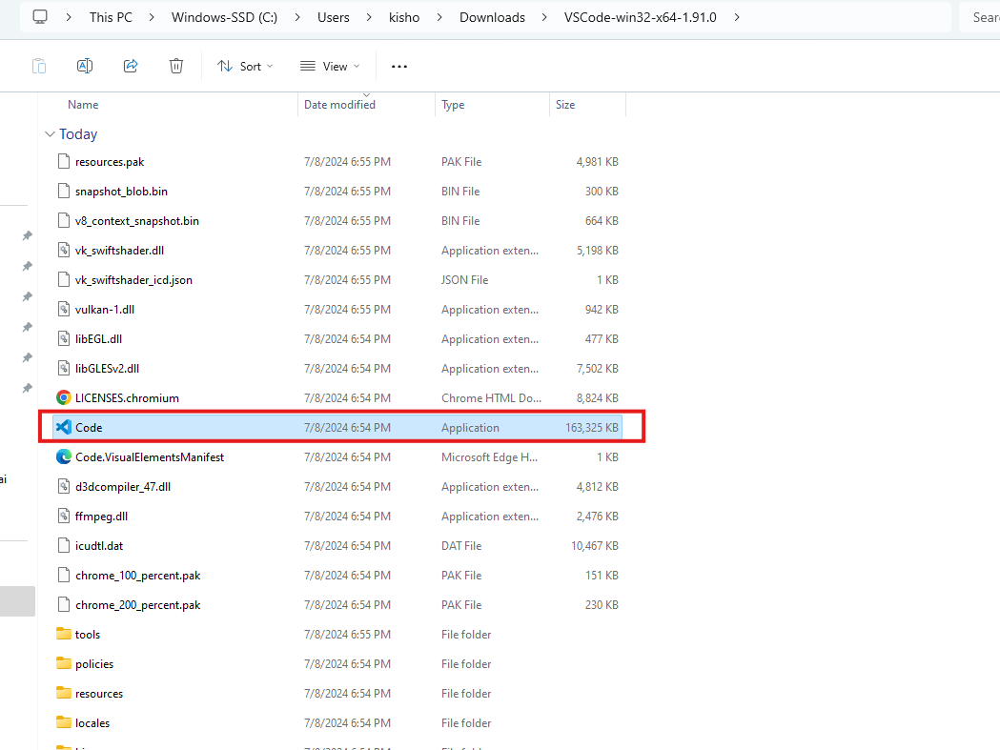 This PC > Windows-SSD (C:) > Users > kisho > Downloads > VSCode-win32-x64-1.91.0 >
Sear
Sort View ...
Name Date modified Type Size
Today
resources.pak 7/8/2024 6:55 PM PAK File 4,981 KB
snapshot_blob.bin 7/8/2024 6:55 PM BIN File 300 KB
v8_context_snapshot.bin 7/8/2024 6:55 PM BIN File 664 KB
vk_swiftshader.dll 7/8/2024 6:55 PM Application exten... 5,198 KB
vk_swiftshader_icd.json 7/8/2024 6:55 PM JSON File 1 KB
vulkan-1.dll 7/8/2024 6:55 PM Application exten... 942 KB
libEGL.dll 7/8/2024 6:54 PM Application exten... 477 KB
libGLESv2.dll 7/8/2024 6:54 PM Application exten... 7,502 KB
LICENSES.chromium 7/8/2024 6:54 PM Chrome HTML Do... 8,824 KB
Code 7/8/2024 6:54 PM Application 163,325 KB
Code.VisualElementsManifest 7/8/2024 6:54 PM Microsoft Edge H... 1 KB
ai
d3dcompiler_47.dll 7/8/2024 6:54 PM Application exten... 4,812 KB
ffmpeg.dll 7/8/2024 6:54 PM Application exten... 2,476 KB
icudtl.dat 7/8/2024 6:54 PM DAT File 10,467 KB
chrome_100_percent.pak 7/8/2024 6:54 PM PAK File 151 KB
chrome_200_percent.pak 7/8/2024 6:54 PM PAK File 230 KB
tools 7/8/2024 6:55 PM File folder
policies 7/8/2024 6:54 PM File folder
resources 7/8/2024 6:54 PM File folder
locales 7/8/2024 6:54 PM File folder